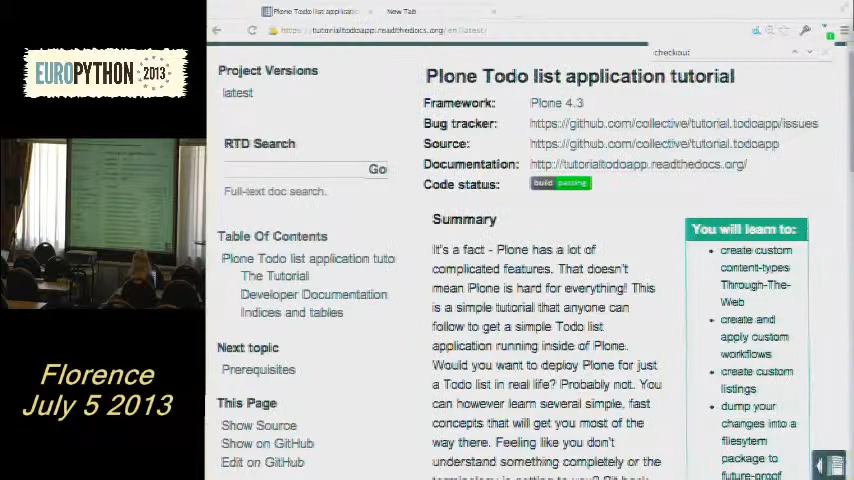 Plone Todo list applicatic
New Tab
https://tutorialtodoapp.readthedocs.org/en/latest/
checkout
EUROPYTHON 2013
Florence
July 5 2013
Project Versions
latest
RTD Search
Go
Full-text doc search.
Table Of Contents
Plone Todo list application tuto
The Tutorial
Developer Documentation
Indices and tables
Next topic
Prerequisites
This Page
Show Source
Show on GitHub
Edit on GitHub
Plone Todo list application tutorial
Framework: Plone 4.3
Bug tracker: https://github.com/collective/tutorial.todoapp/issues
Source: https://github.com/collective/tutorial.todoapp
Documentation: http://tutorialtodoapp.readthedocs.org/
Code status: build passing
Summary
It's a fact - Plone has a lot of
complicated features. That doesn't
mean Plone is hard for everything! This
is a simple tutorial that anyone can
follow to get a simple Todo list
application running inside of Plone.
Would you want to deploy Plone for just
a Todo list in real life? Probably not. You
can however learn several simple, fast
concepts that will get you most of the
way there. Feeling like you don't
understand something completely or the
You will learn to:
create custom
content-types
Through-The-
Web
create and
apply custom
workflows
create custom
listings
dump your
changes into a
filesytem
package to
future-proof